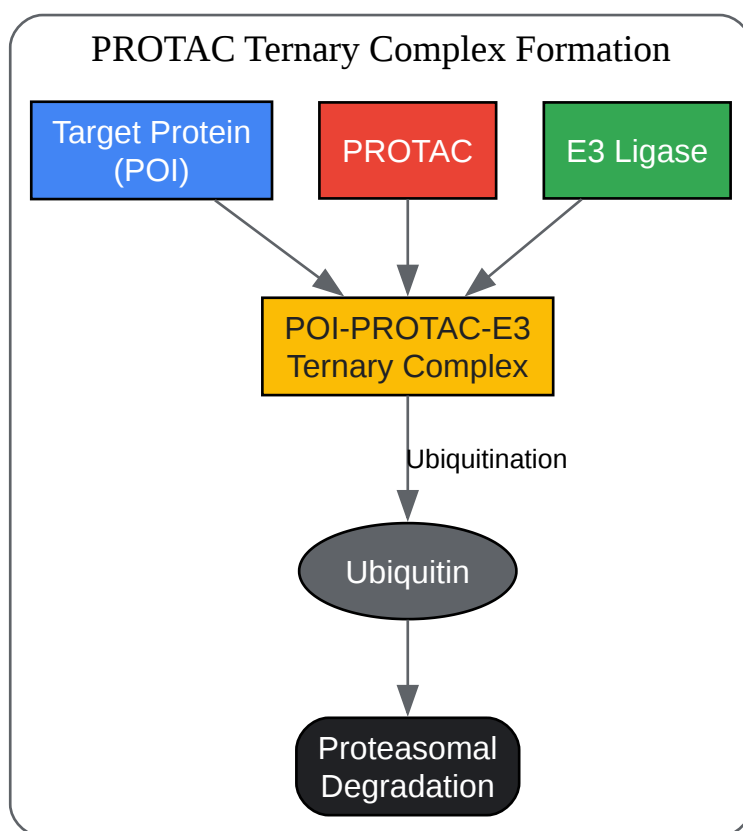 PROTAC Ternary Complex Formation
Target Protein
(POI)
PROTAC
E3 Ligase
POI-PROTAC-E3
Ternary Complex
Ubiquitination
Ubiquitin
Proteasomal
Degradation